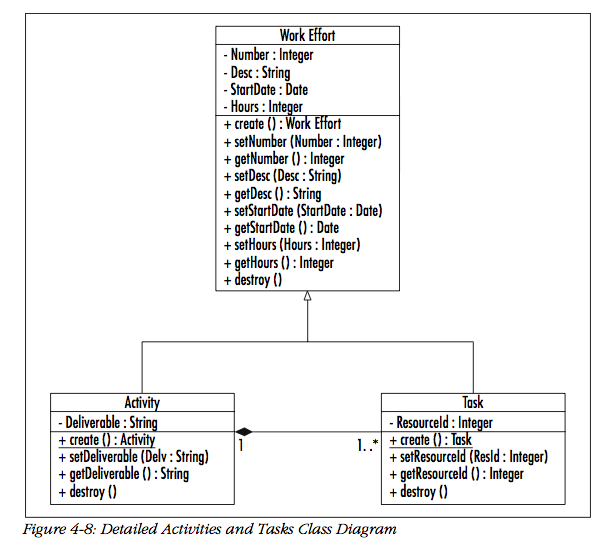 Work Effort
- Number : Integer
- Desc : String
- StartDate : Date
- Hours : Integer
+ create () : Work Effort
+ setNumber (Number : Integer)
+ getNumber () : Integer
+ setDesc (Desc : String)
+ getDesc () : String
+ setStartDate (StartDate : Date)
+ getStartDate () : Date
+ setHours (Hours : Integer)
+ getHours () : Integer
+ destroy ()
Activity
- Deliverable : String
+ create () : Activity
+ setDeliverable (Delv : String)
+ getDeliverable () : String
+ destroy ()
1
1..*
Task
- ResourceId : Integer
+ create () : Task
+ setResourceId (ResId : Integer)
+ getResourceId () : Integer
+ destroy ()
Figure 4-8: Detailed Activities and Tasks Class Diagram